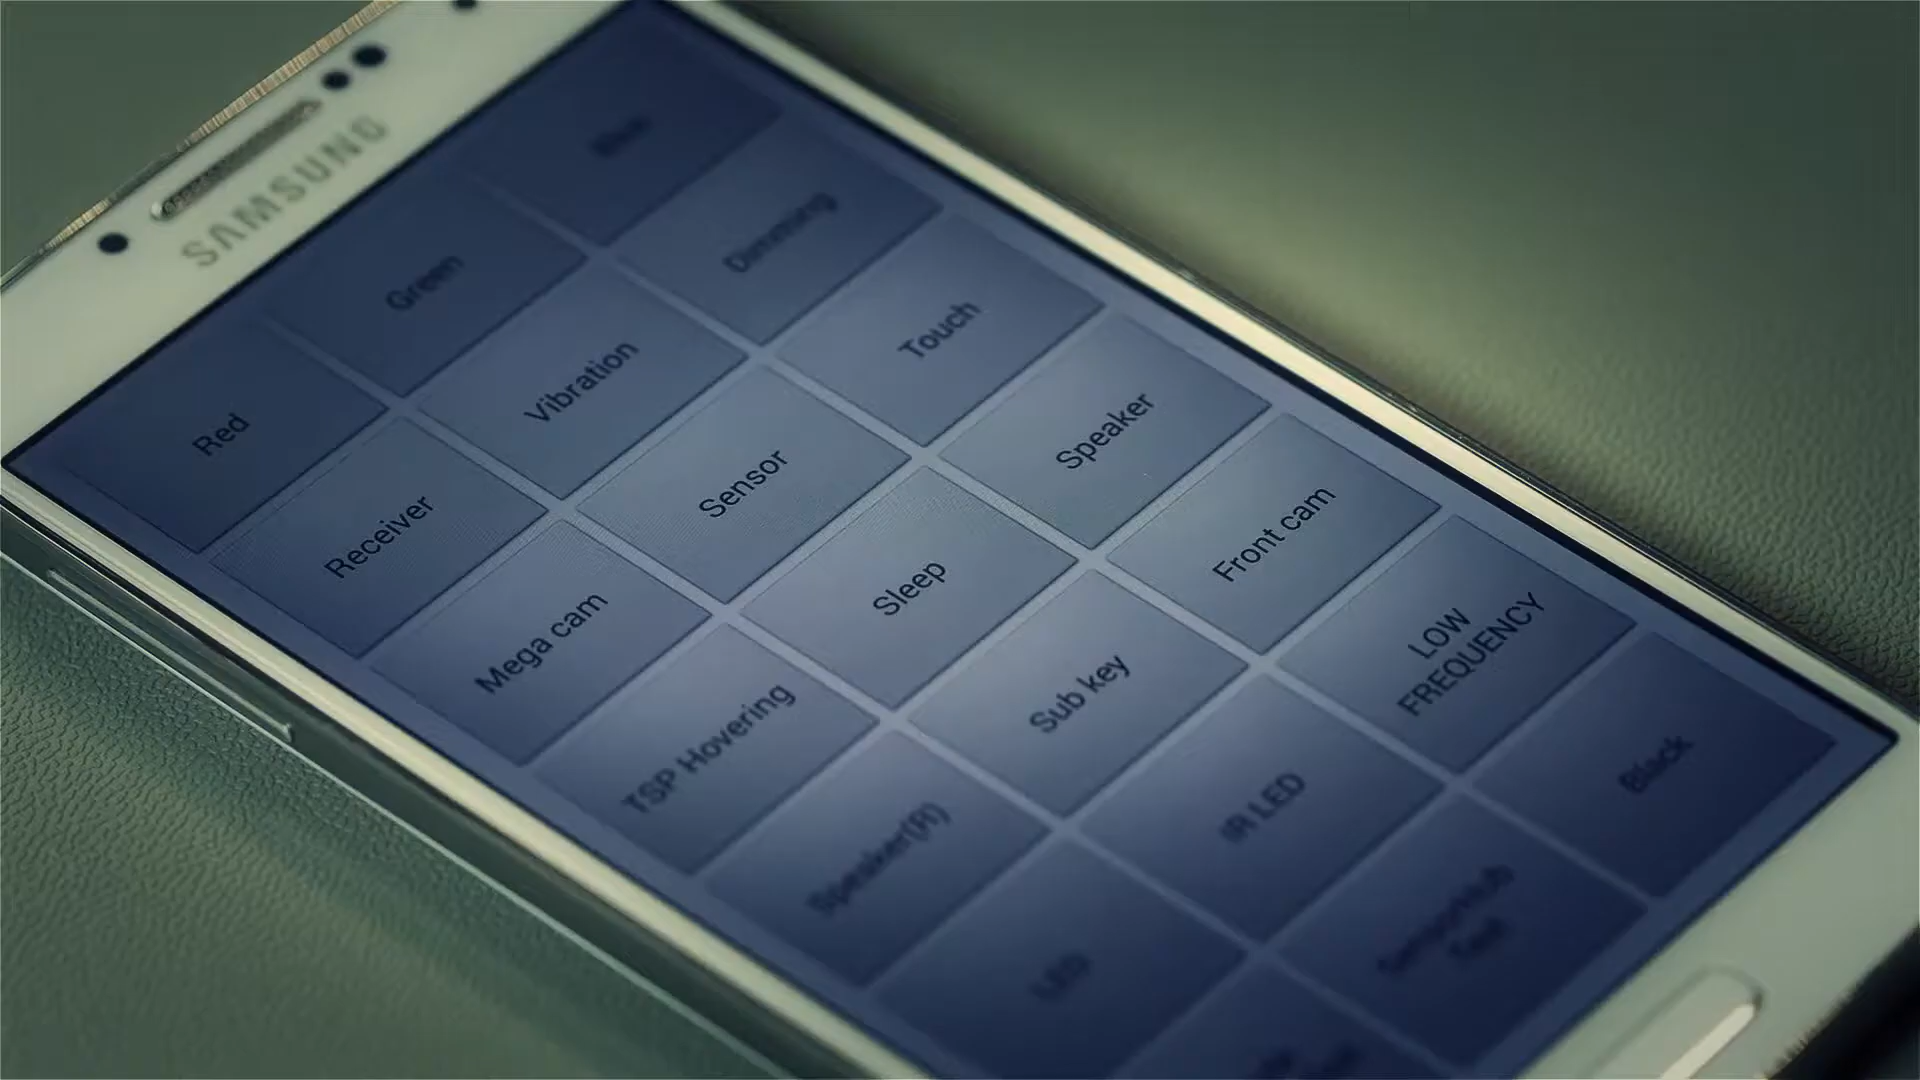 SAMSUNG
Red
Green
Blue
Receiver
Vibration
Dimming
Mega cam
Sensor
Touch
TSP Hovering
Sleep
Speaker
Speaker(R)
Sub key
Front cam
LED
IR LED
LOW
FREQUENCY
Black